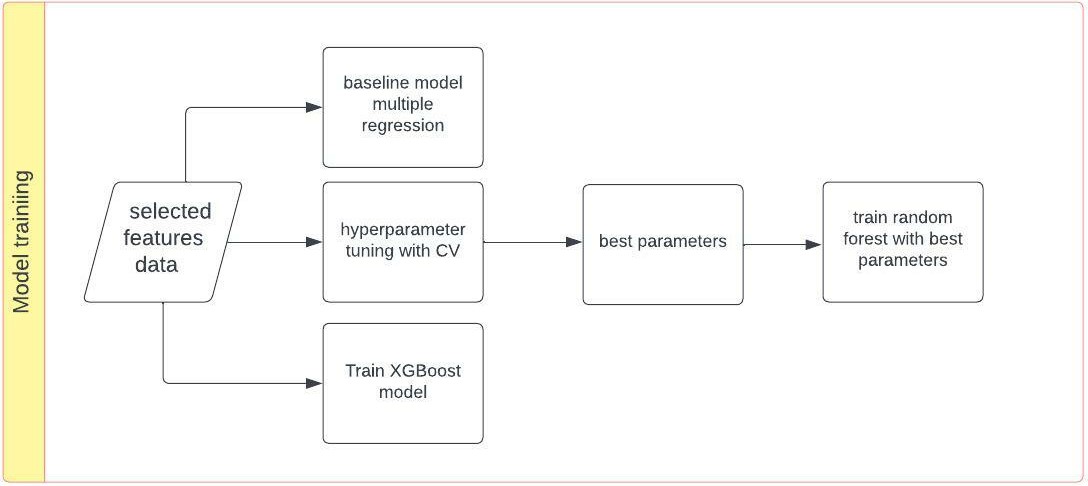 Model trainiing
baseline model
multiple
regression
selected
features
data
hyperparameter
tuning with CV
best parameters
train random
forest with best
parameters
Train XGBoost
model